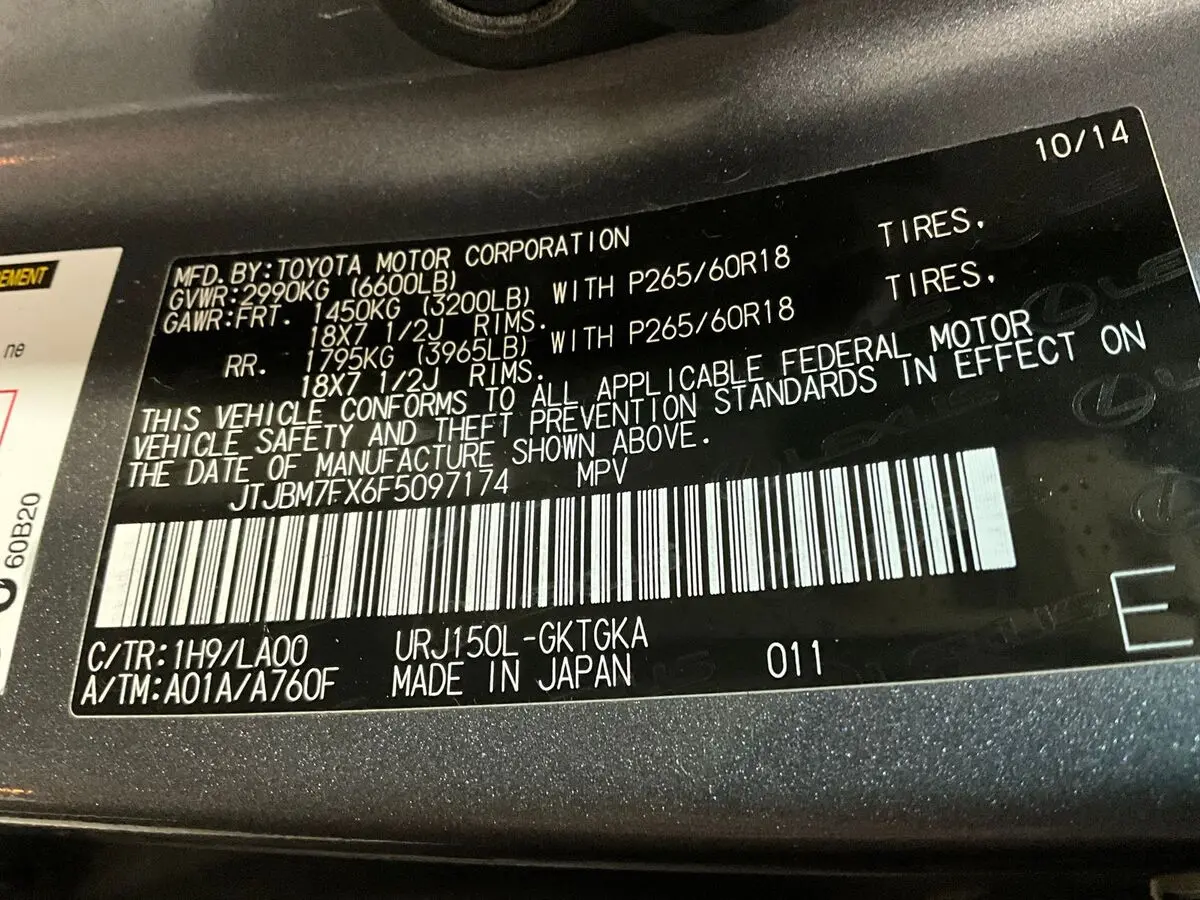 10/14
MFD. BY:TOYOTA MOTOR CORPORATION
GVWR:2990KG (6600LB)
GAWR:FRT. 1450KG (3200LB) WITH P265/60R18 TIRES,
18X7 1/2J RIMS.
RR. 1795KG (3965LB) WITH P265/60R18 TIRES,
18X7 1/2J RIMS.
THIS VEHICLE CONFORMS TO ALL APPLICABLE FEDERAL MOTOR
VEHICLE SAFETY AND THEFT PREVENTION STANDARDS IN EFFECT ON
THE DATE OF MANUFACTURE SHOWN ABOVE.
JTJBM7FX6F5097174 MPV
C/TR:1H9/LA00 URJ150L-GKTGKA
A/TM:A01A/A760F MADE IN JAPAN 011
E
ne
60B20
LEXUS